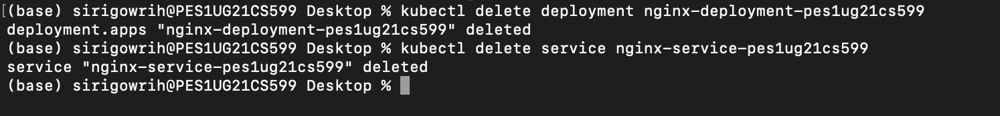 [(base) sirigowrih@PES1UG21CS599 Desktop % kubectl delete deployment nginx-deployment-pes1ug21cs599
deployment.apps "nginx-deployment-pes1ug21cs599" deleted
(base) sirigowrih@PES1UG21CS599 Desktop % kubectl delete service nginx-service-pes1ug21cs599
service "nginx-service-pes1ug21cs599" deleted
(base) sirigowrih@PES1UG21CS599 Desktop %